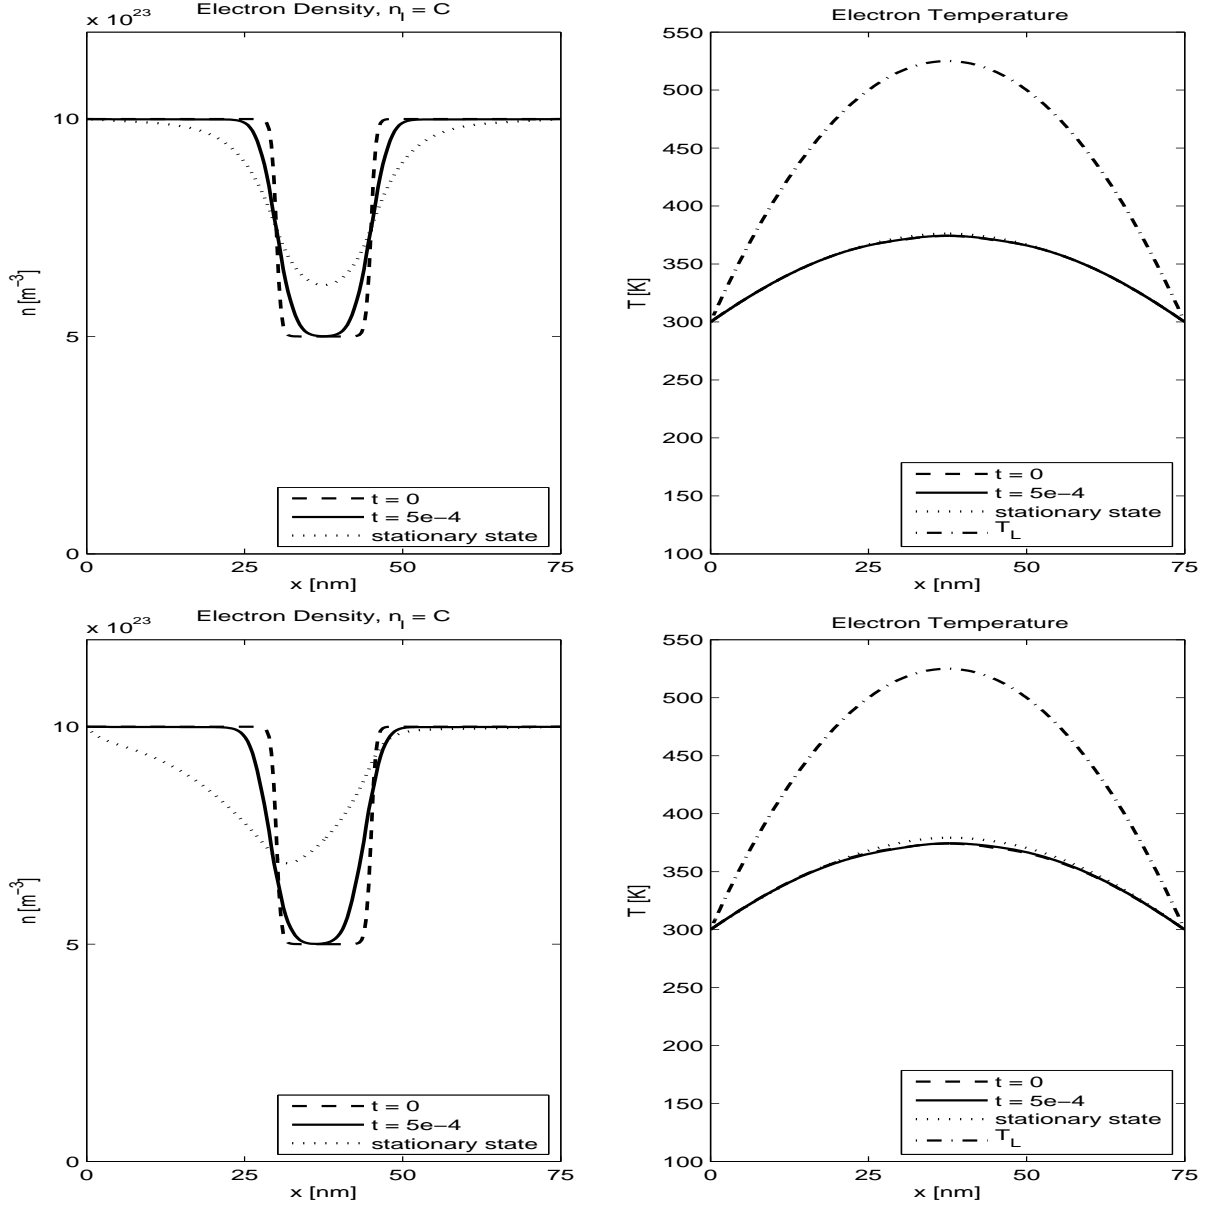 Electron Density, n_I = C
x 10^23
10
5
0
0 25 50 75
n [m^−3]
x [nm]
t = 0
t = 5e−4
stationary state
Electron Temperature
550
500
450
400
350
300
250
200
150
100
0 25 50 75
T [K]
x [nm]
t = 0
t = 5e−4
stationary state
T_L
Electron Density, n_I = C
x 10^23
10
5
0
0 25 50 75
n [m^−3]
x [nm]
t = 0
t = 5e−4
stationary state
Electron Temperature
550
500
450
400
350
300
250
200
150
100
0 25 50 75
T [K]
x [nm]
t = 0
t = 5e−4
stationary state
T_L